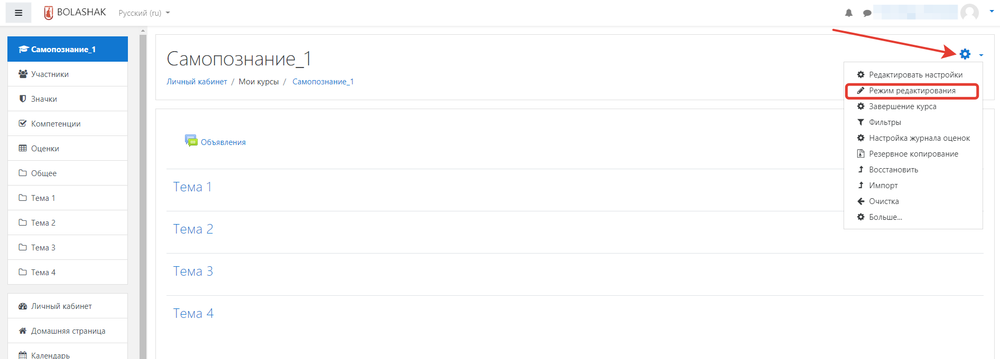 BOLASHAK Русский (ru)
Самопознание_1
Участники
Значки
Компетенции
Оценки
Общее
Тема 1
Тема 2
Тема 3
Тема 4
Личный кабинет
Домашняя страница
Календарь
Самопознание_1
Личный кабинет / Мои курсы / Самопознание_1
Объявления
Тема 1
Тема 2
Тема 3
Тема 4
Редактировать настройки
Режим редактирования
Завершение курса
Фильтры
Настройка журнала оценок
Резервное копирование
Восстановить
Импорт
Очистка
Больше...